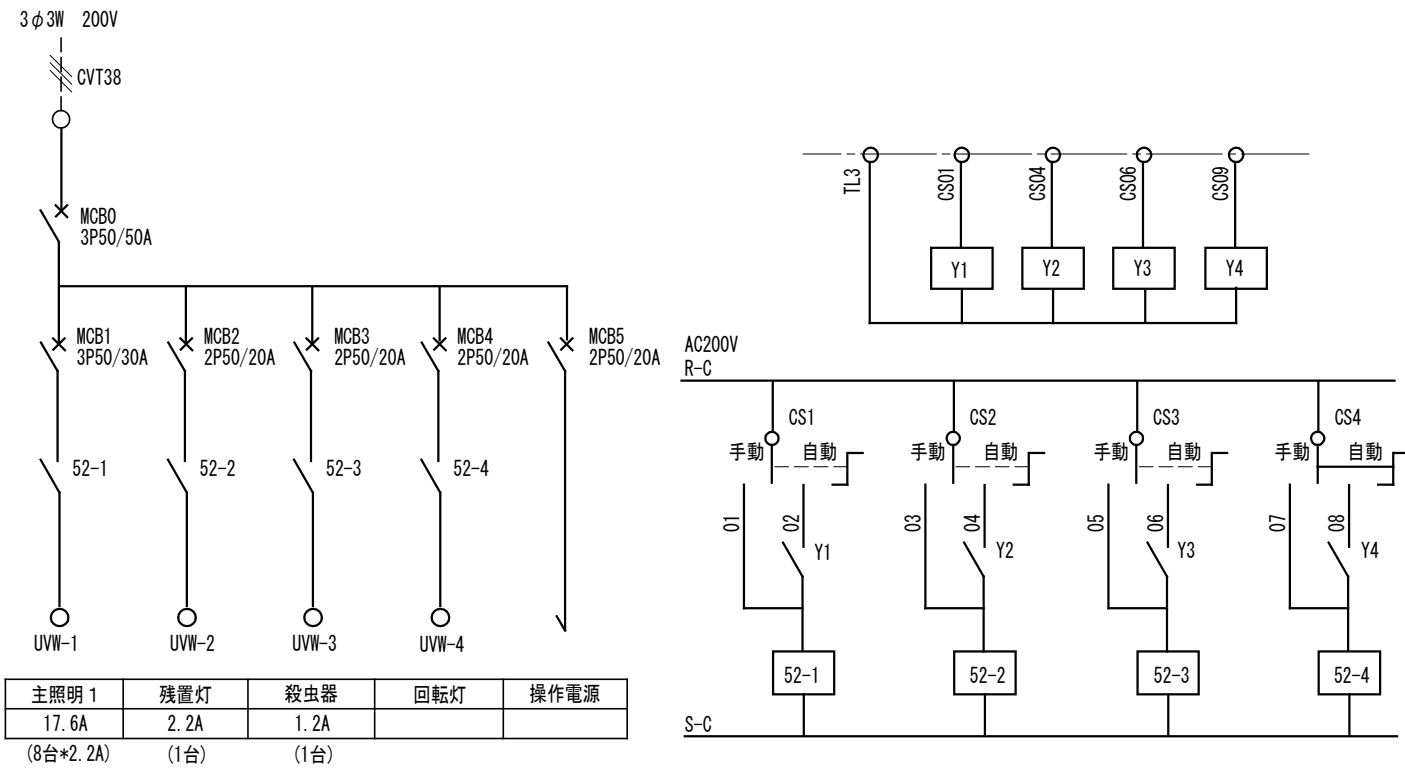 3φ3W 200V
CVT38
MCB0
3P50/50A
MCB1
3P50/30A
MCB2
2P50/20A
MCB3
2P50/20A
MCB4
2P50/20A
MCB5
2P50/20A
52-1
52-2
52-3
52-4
UVW-1
UVW-2
UVW-3
UVW-4
主照明1 残置灯 殺虫器 回転灯 操作電源
17.6A 2.2A 1.2A
(8台*2.2A) (1台) (1台)
TL3
CS01
CS04
CS06
CS09
Y1
Y2
Y3
Y4
AC200V
R-C
CS1
手動 自動
CS2
手動 自動
CS3
手動 自動
CS4
手動 自動
01
02
03
04
05
06
07
08
Y1
Y2
Y3
Y4
52-1
52-2
52-3
52-4
S-C